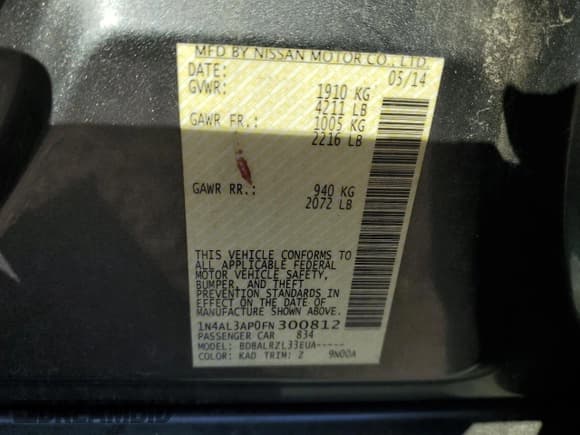 MFD BY NISSAN MOTOR CO., LTD.
DATE: 05/14
GVWR: 1910 KG
4211 LB
GAWR FR.: 1005 KG
2216 LB
GAWR RR.: 940 KG
2072 LB
THIS VEHICLE CONFORMS TO
ALL APPLICABLE FEDERAL
MOTOR VEHICLE SAFETY,
BUMPER, AND THEFT
PREVENTION STANDARDS IN
EFFECT ON THE DATE OF
MANUFACTURE SHOWN ABOVE.
1N4AL3AP0FN300812
PASSENGER CAR 834
MODEL: BDBALRZL33EUA-----
COLOR: KAD TRIM: Z 9N00A
DREAMBID